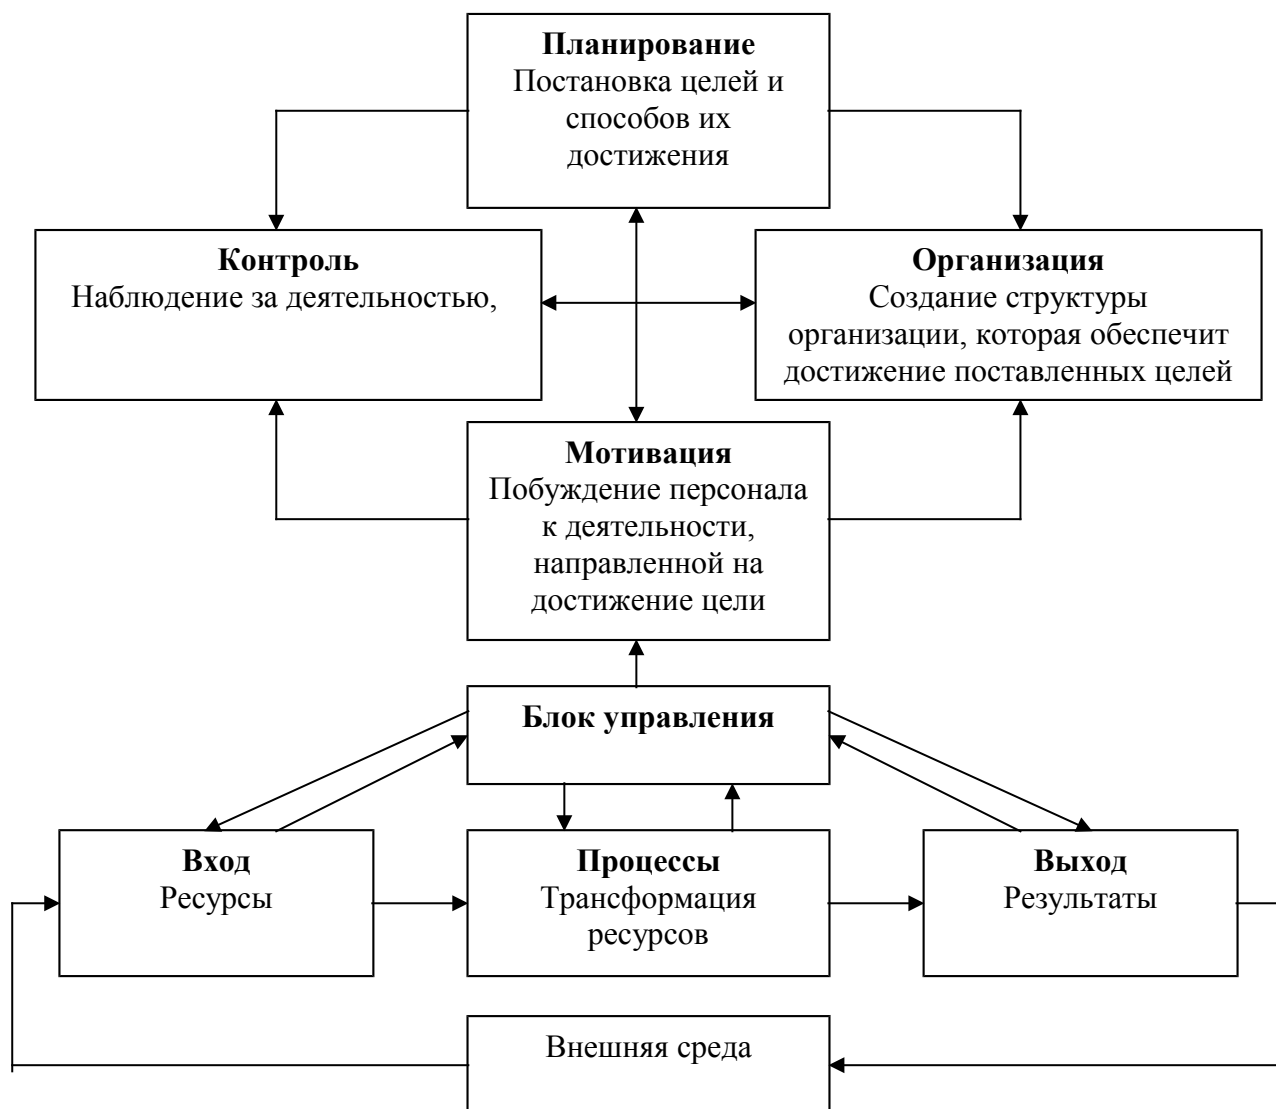 Планирование
Постановка целей и
способов их
достижения
Контроль
Наблюдение за деятельностью,
Организация
Создание структуры
организации, которая обеспечит
достижение поставленных целей
Мотивация
Побуждение персонала
к деятельности,
направленной на
достижение цели
Блок управления
Вход
Ресурсы
Процессы
Трансформация
ресурсов
Выход
Результаты
Внешняя среда